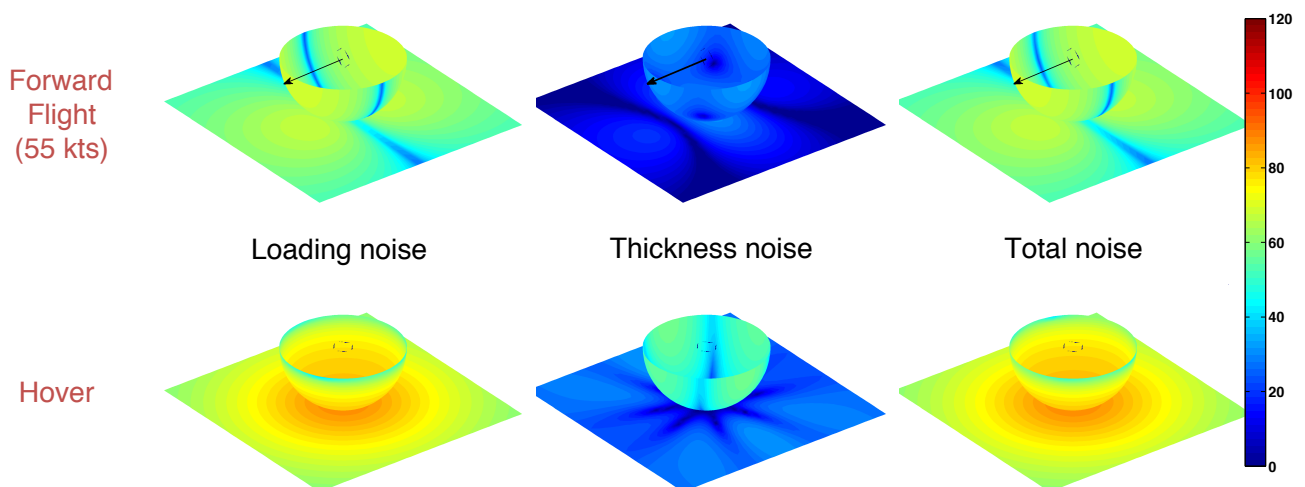 Forward
Flight
(55 kts)
Loading noise
Thickness noise
Total noise
Hover
120
100
80
60
40
20
0